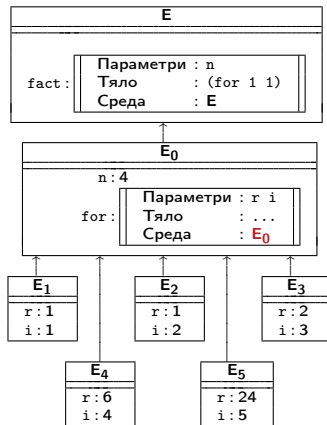 E
Параметри : n
fact : Тяло : (for 1 1)
Среда : E
E₀
n : 4
Параметри : r i
for : Тяло : ...
Среда : E₀
E₁ E₂ E₃
r : 1 r : 1 r : 2
i : 1 i : 2 i : 3
E₄ E₅
r : 6 r : 24
i : 4 i : 5